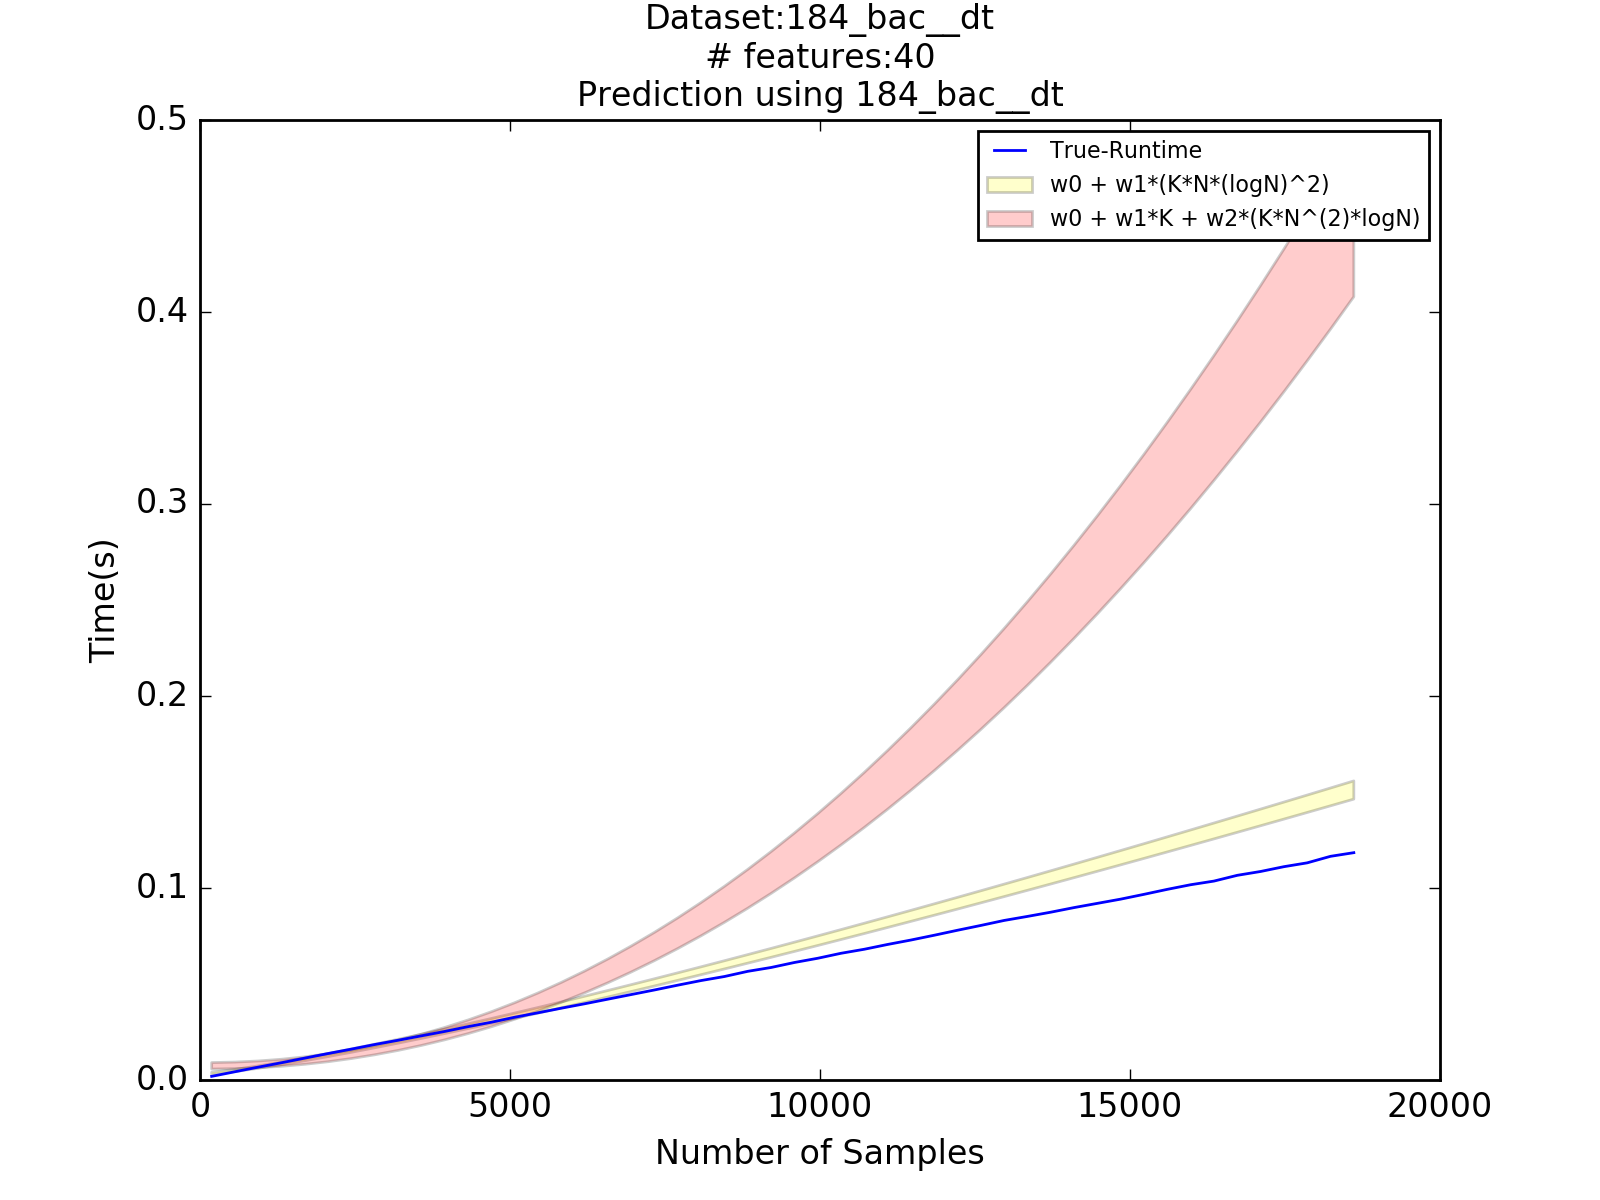 Dataset:184_bac__dt
# features:40
Prediction using 184_bac__dt
True-Runtime
w0 + w1*(K*N*(logN)^2)
w0 + w1*K + w2*(K*N^(2)*logN)
0.5
0.4
0.3
0.2
0.1
0.0
Time(s)
0 5000 10000 15000 20000
Number of Samples